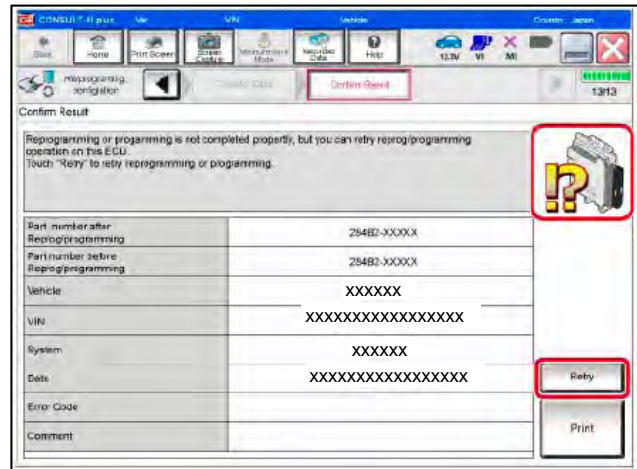 CONSULT-III plus Ver VIN Vehicle Country Japan
Back Home Print Screen Screen Capture Measurement Mode Recorded Data Help 12.3V VI MI
Reprograming configration Confirm Result 13/13
Confirm Result
Reprogramming or progamming is not completed properly, but you can retry reprog/programming
operation on this ECU.
Touch "Retry" to retry reprogramming or programming.
!?
Part number after
Reprog/programming
284B2-XXXXX
Part number before
Reprog/programming
284B2-XXXXX
Vehicle
XXXXXX
VIN
XXXXXXXXXXXXXXXXX
System
XXXXXX
Date
XXXXXXXXXXXXXXXXX
Error Code
Comment
Retry
Print